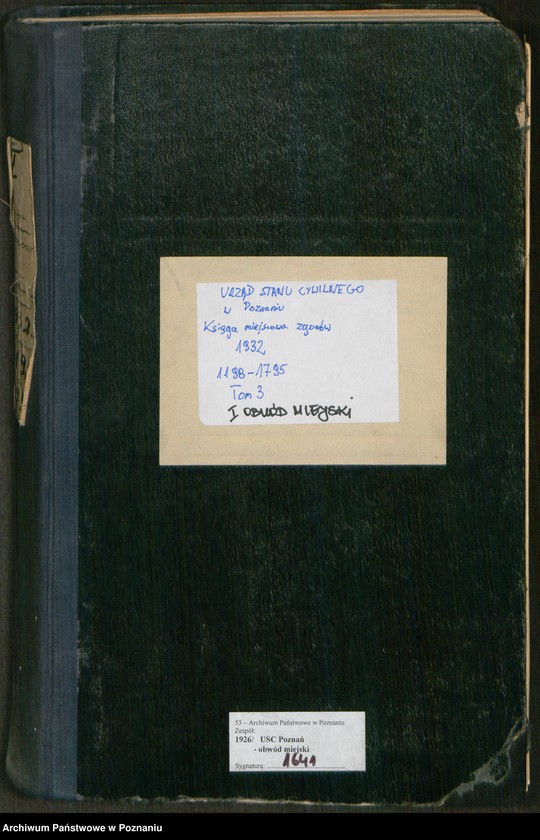 URZĄD STANU CYWILNEGO
w Poznaniu
Księga miejscowa zgonów
1932
1198-1795
Tom 3
I OBWÓD MIEJSKI
53 – Archiwum Państwowe w Poznaniu
Zespół:
1926/ USC Poznań
- obwód miejski
Sygnatura: 1641
Archiwum Państwowe w Poznaniu